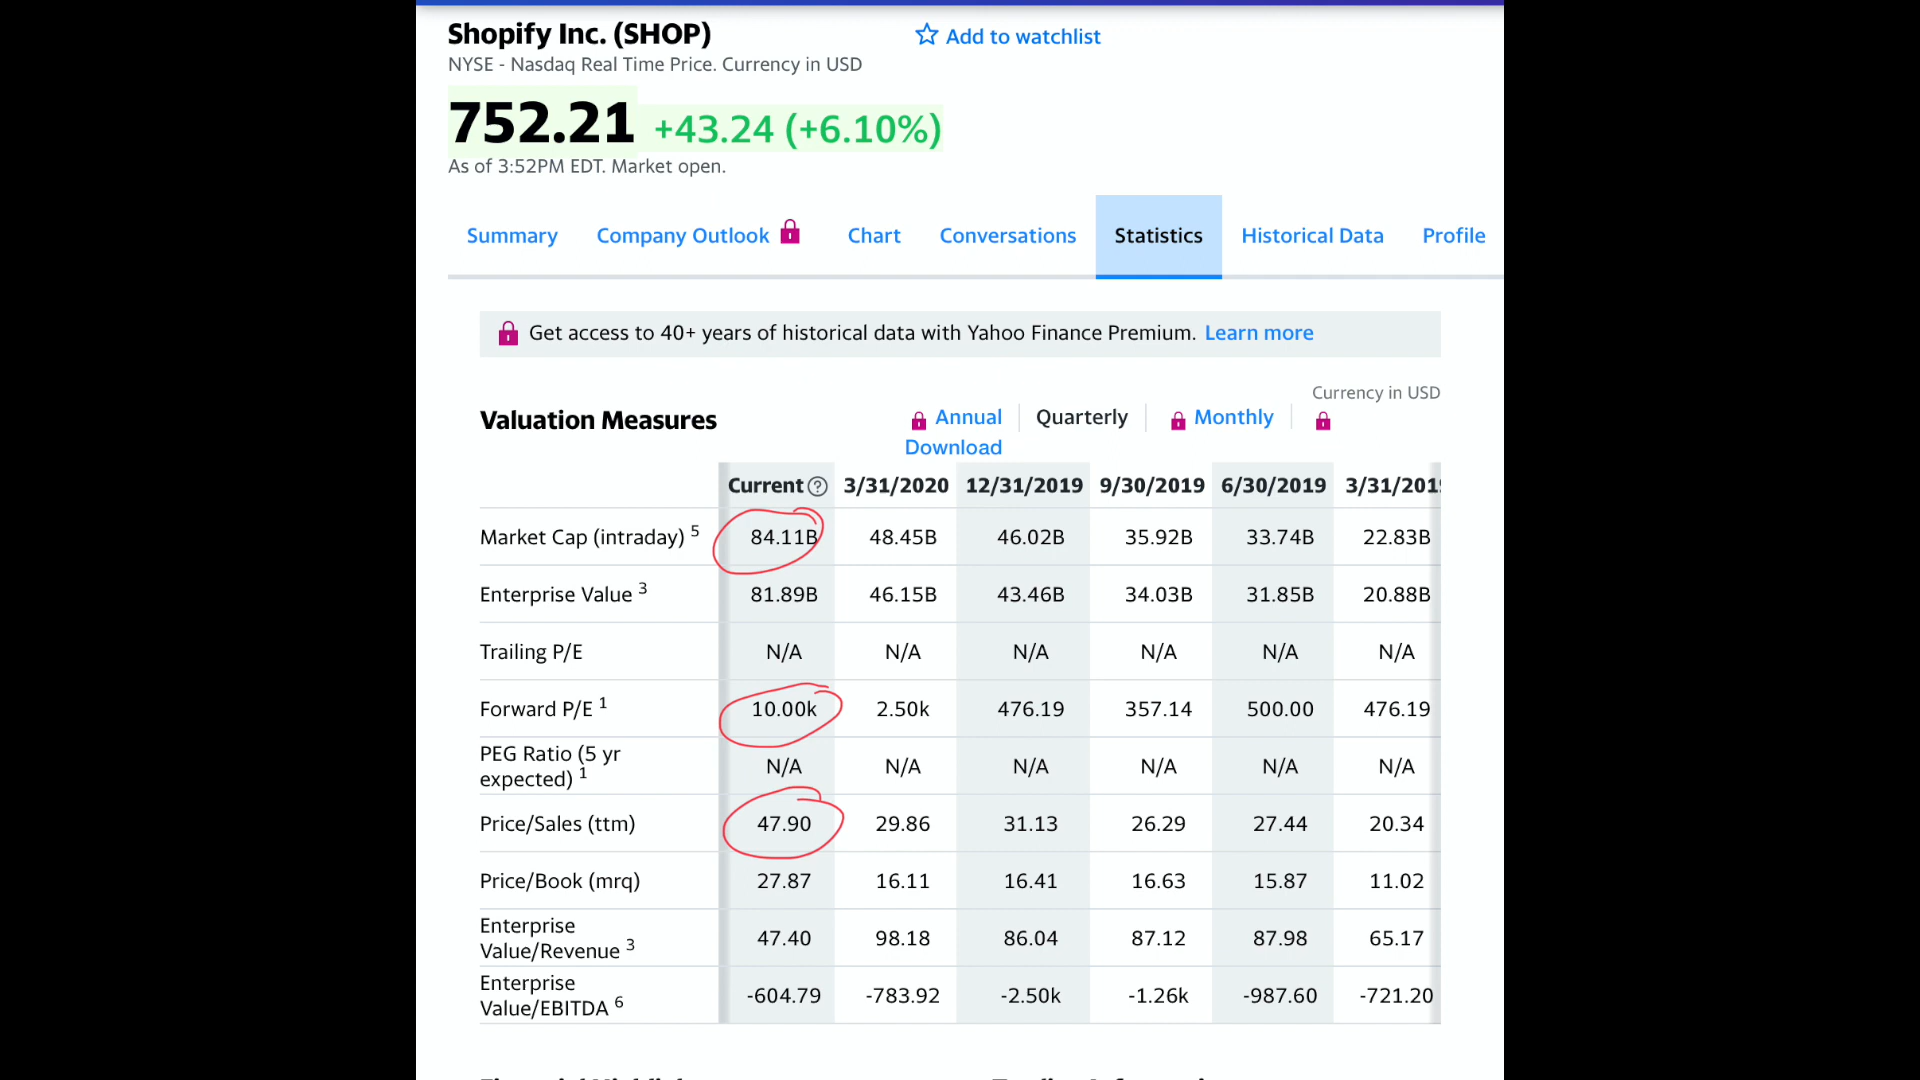 Shopify Inc. (SHOP)
Add to watchlist
NYSE - Nasdaq Real Time Price. Currency in USD
752.21 +43.24 (+6.10%)
As of 3:52PM EDT. Market open.
Summary Company Outlook Chart Conversations Statistics Historical Data Profile
Get access to 40+ years of historical data with Yahoo Finance Premium. Learn more
Currency in USD
Valuation Measures
Annual Quarterly Monthly
Download
Current ? 3/31/2020 12/31/2019 9/30/2019 6/30/2019 3/31/201
Market Cap (intraday) 5 84.11B 48.45B 46.02B 35.92B 33.74B 22.83B
Enterprise Value 3 81.89B 46.15B 43.46B 34.03B 31.85B 20.88B
Trailing P/E N/A N/A N/A N/A N/A N/A
Forward P/E 1 10.00k 2.50k 476.19 357.14 500.00 476.19
PEG Ratio (5 yr
expected) 1 N/A N/A N/A N/A N/A N/A
Price/Sales (ttm) 47.90 29.86 31.13 26.29 27.44 20.34
Price/Book (mrq) 27.87 16.11 16.41 16.63 15.87 11.02
Enterprise
Value/Revenue 3 47.40 98.18 86.04 87.12 87.98 65.17
Enterprise
Value/EBITDA 6 -604.79 -783.92 -2.50k -1.26k -987.60 -721.20